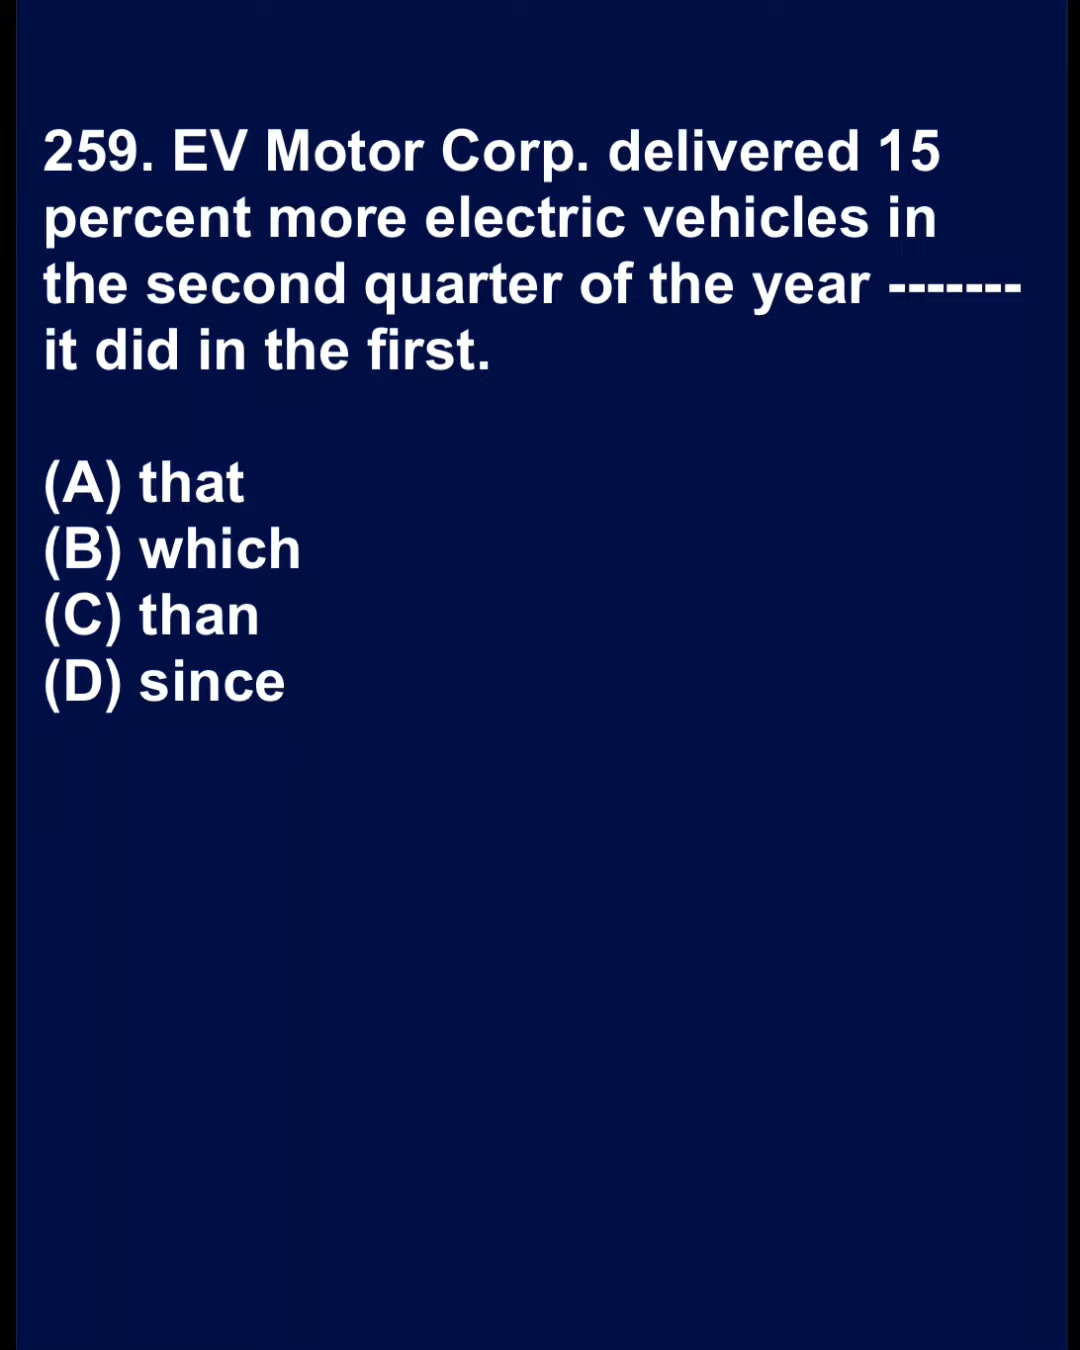 259. EV Motor Corp. delivered 15
percent more electric vehicles in
the second quarter of the year -------
it did in the first.
(A) that
(B) which
(C) than
(D) since